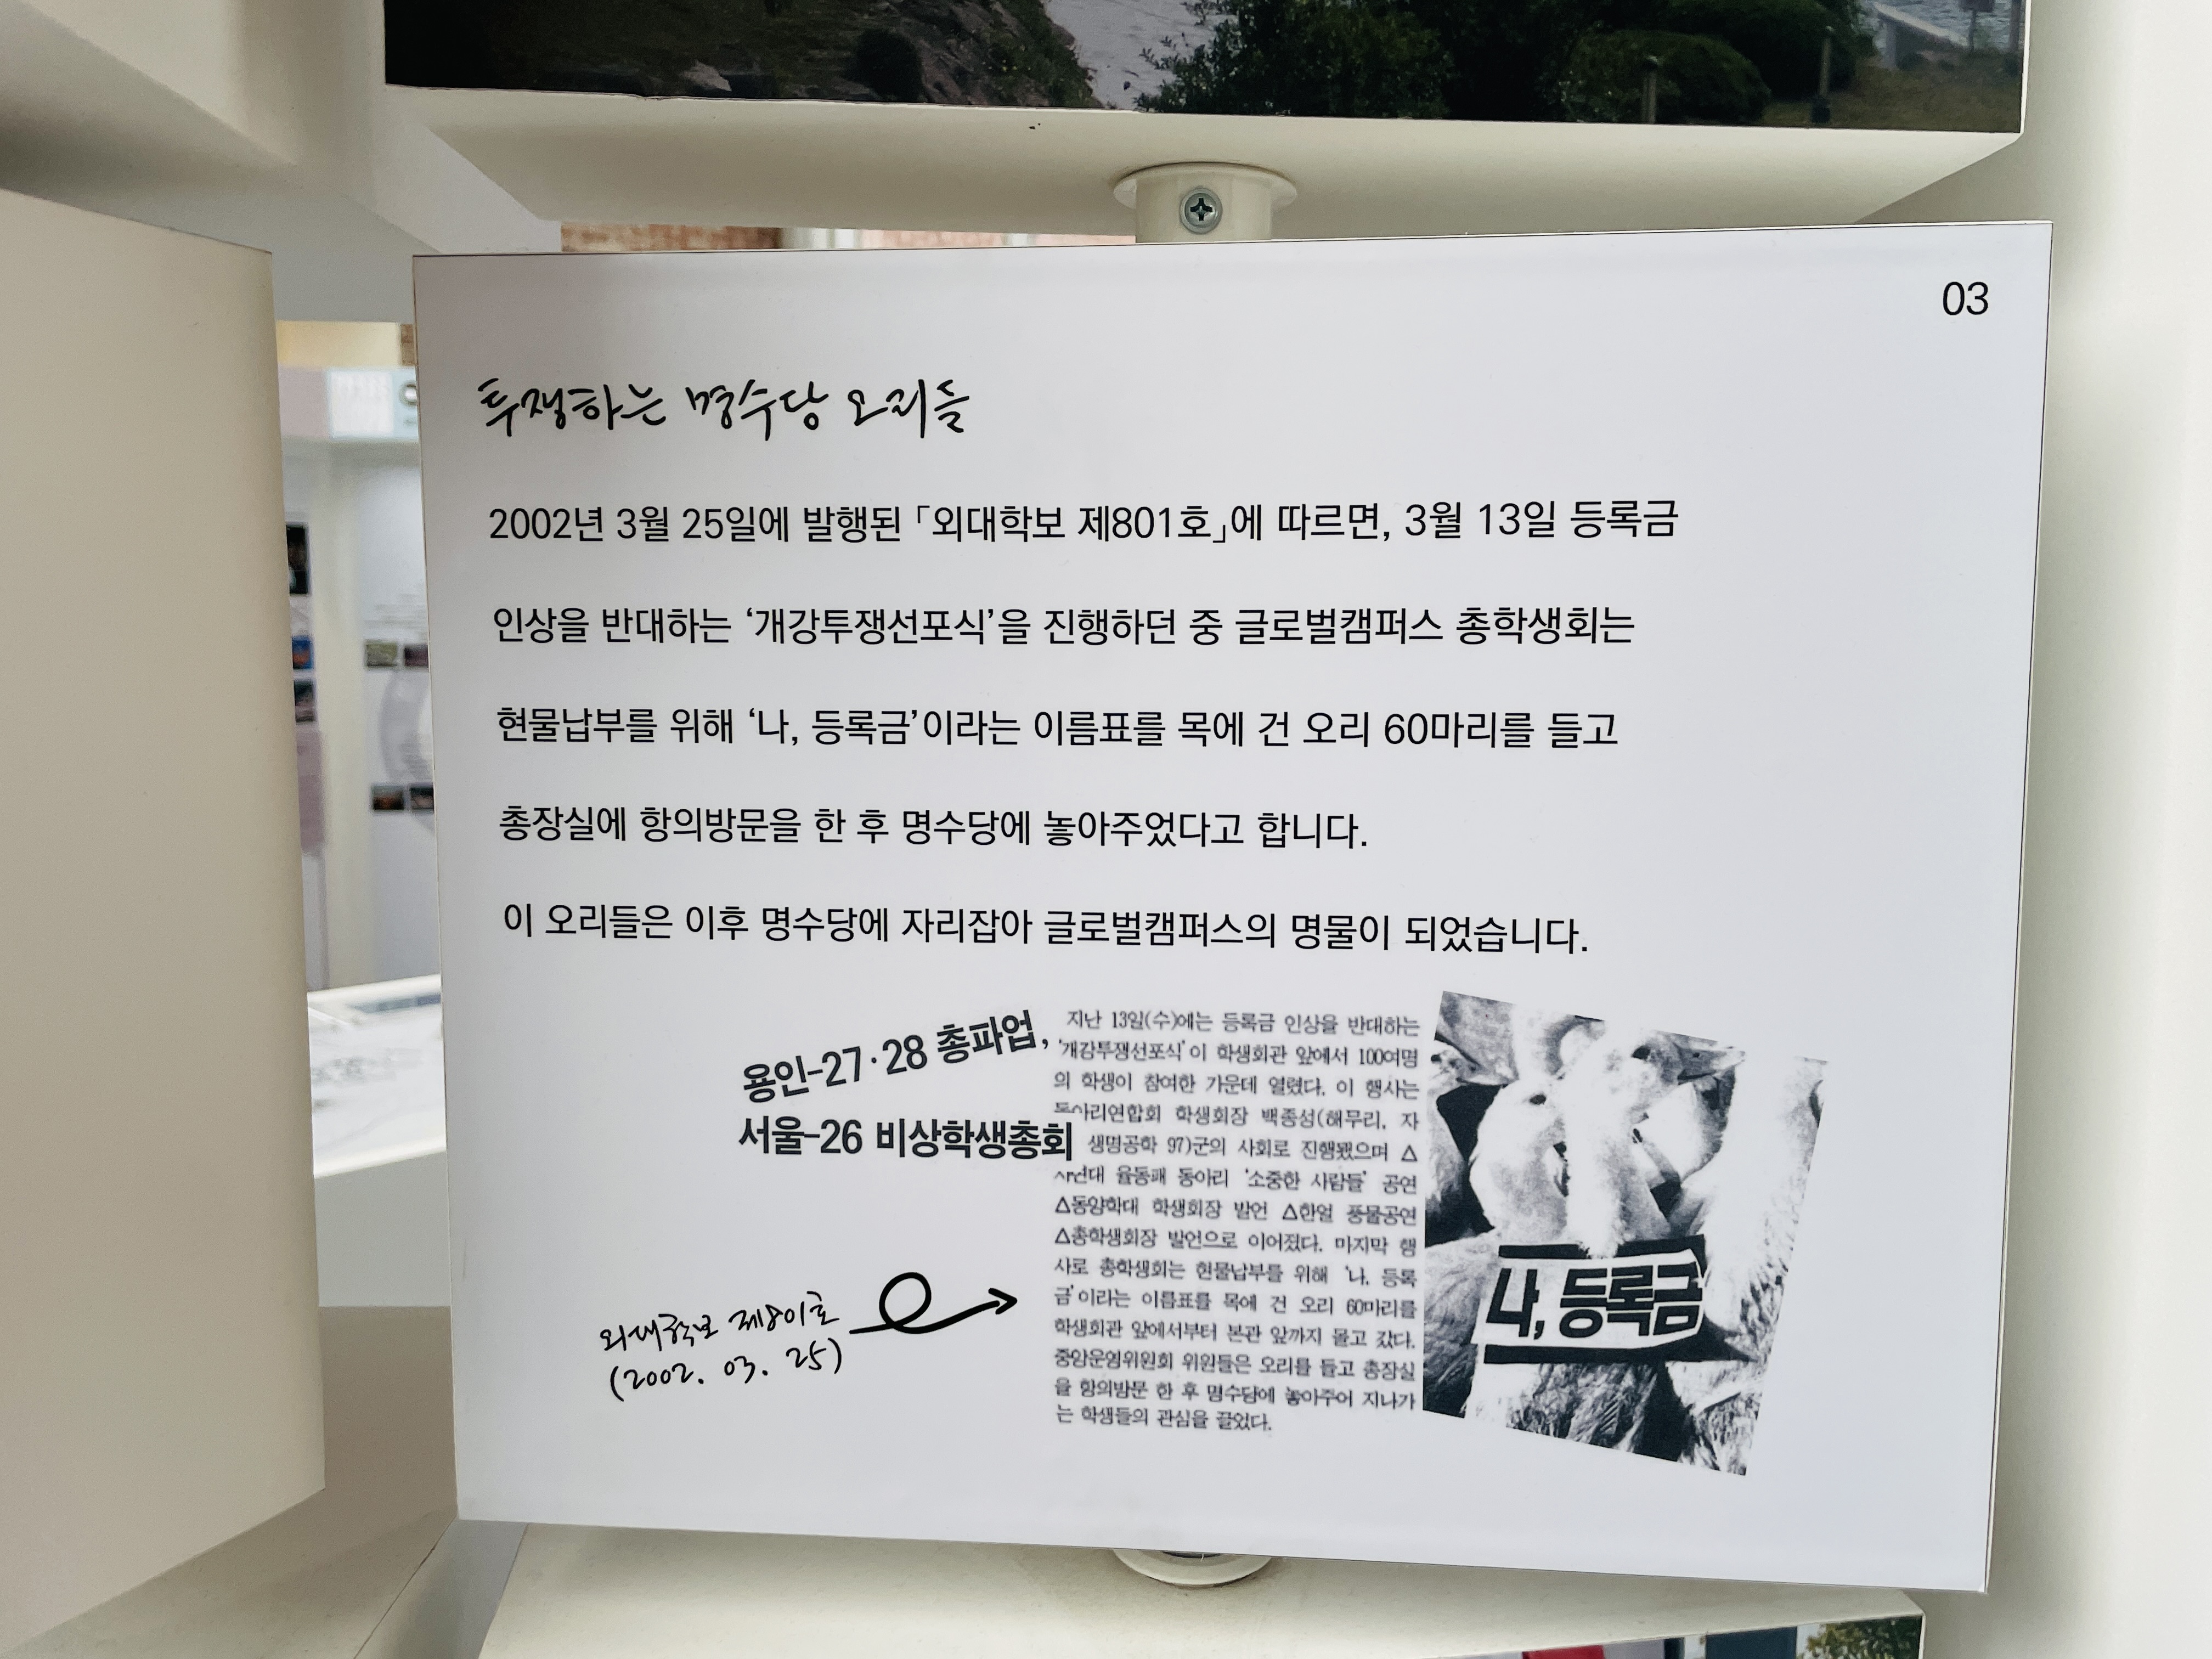 03
투쟁하는 명수당 오리들
2002년 3월 25일에 발행된 「외대학보 제801호」에 따르면, 3월 13일 등록금
인상을 반대하는 ‘개강투쟁선포식’을 진행하던 중 글로벌캠퍼스 총학생회는
현물납부를 위해 ‘나, 등록금’이라는 이름표를 목에 건 오리 60마리를 들고
총장실에 항의방문을 한 후 명수당에 놓아주었다고 합니다.
이 오리들은 이후 명수당에 자리잡아 글로벌캠퍼스의 명물이 되었습니다.
용인-27·28 총파업,
서울-26 비상학생총회
외대학보 제801호
(2002. 03. 25)
지난 13일(수)에는 등록금 인상을 반대하는
'개강투쟁선포식'이 학생회관 앞에서 100여명
의 학생이 참여한 가운데 열렸다. 이 행사는
동아리연합회 학생회장 백종성(해무리, 자
생명공학 97)군의 사회로 진행됐으며 △
율동패 동아리 '소중한 사람들' 공연
△동양학대 학생회장 발언 △한얼 풍물공연
△총학생회장 발언으로 이어졌다. 마지막 행
사로 총학생회는 현물납부를 위해 '나, 등록
금'이라는 이름표를 목에 건 오리 60마리를
학생회관 앞에서부터 본관 앞까지 몰고 갔다.
중앙운영위원회 위원들은 오리를 들고 총장실
을 항의방문 한 후 명수당에 놓아주어 지나가
는 학생들의 관심을 끌었다.
나, 등록금